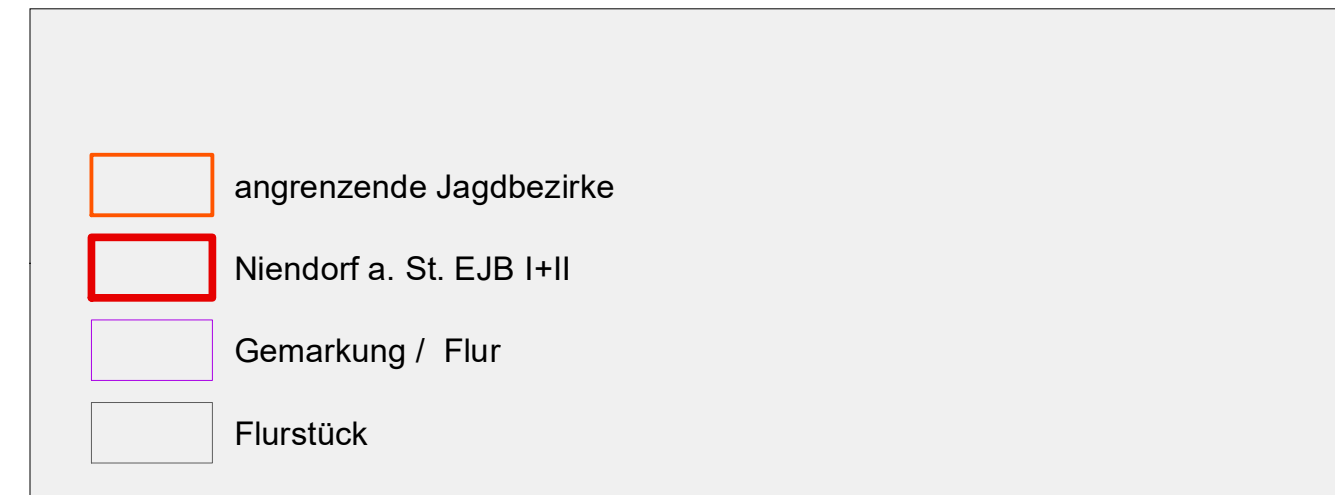 angrenzende Jagdbezirke
Niendorf a. St. EJB I+II
Gemarkung /  Flur
Flurstück